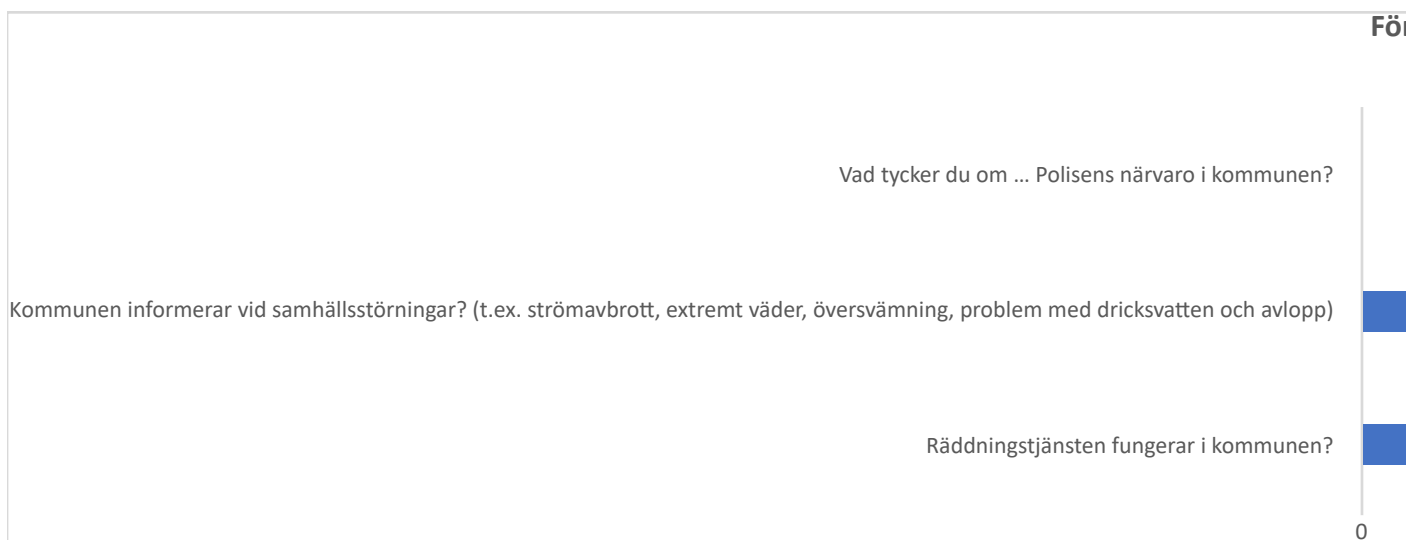 För
Vad tycker du om ... Polisens närvaro i kommunen?
Kommunen informerar vid samhällsstörningar? (t.ex. strömavbrott, extremt väder, översvämning, problem med dricksvatten och avlopp)
Räddningstjänsten fungerar i kommunen?
0